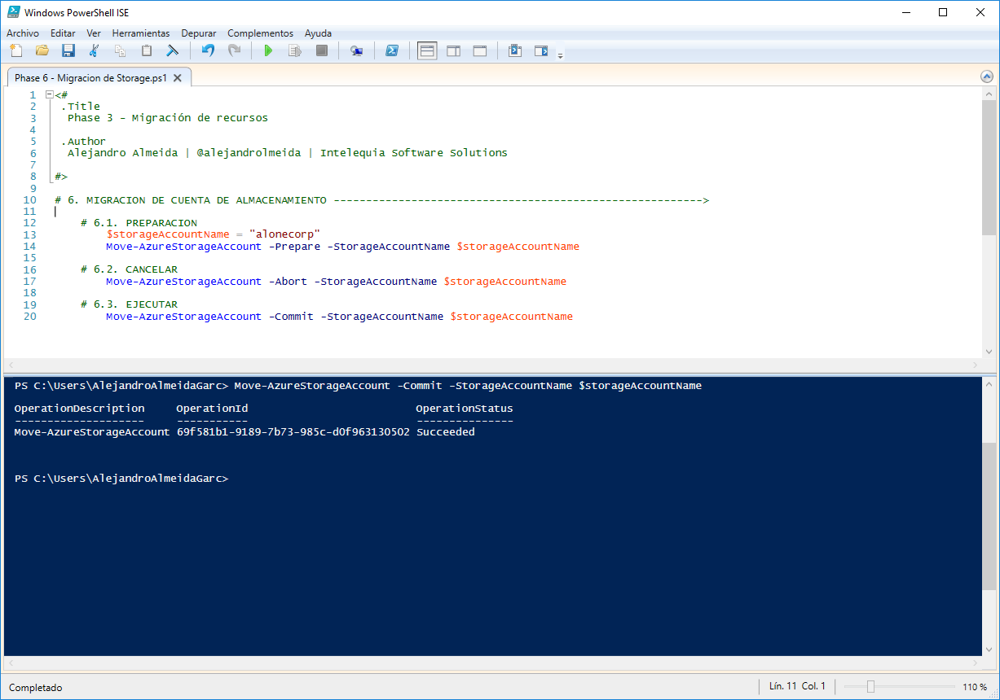 Windows PowerShell ISE
Archivo Editar Ver Herramientas Depurar Complementos Ayuda
Phase 6 - Migracion de Storage.ps1
1 <#
2 .Title
3 Phase 3 - Migración de recursos
4
5 .Author
6 Alejandro Almeida | @alejandrolmeida | Intelequia Software Solutions
7
8 #>
9
10 # 6. MIGRACION DE CUENTA DE ALMACENAMIENTO --------------------------------------------------------->
11
12 # 6.1. PREPARACION
13 $storageAccountName = "alonecorp"
14 Move-AzureStorageAccount -Prepare -StorageAccountName $storageAccountName
15
16 # 6.2. CANCELAR
17 Move-AzureStorageAccount -Abort -StorageAccountName $storageAccountName
18
19 # 6.3. EJECUTAR
20 Move-AzureStorageAccount -Commit -StorageAccountName $storageAccountName
PS C:\Users\AlejandroAlmeidaGarc> Move-AzureStorageAccount -Commit -StorageAccountName $storageAccountName
OperationDescription OperationId OperationStatus
-------------------- ----------- ---------------
Move-AzureStorageAccount 69f581b1-9189-7b73-985c-d0f963130502 Succeeded
PS C:\Users\AlejandroAlmeidaGarc>
Completado Lín. 11 Col. 1 110 %